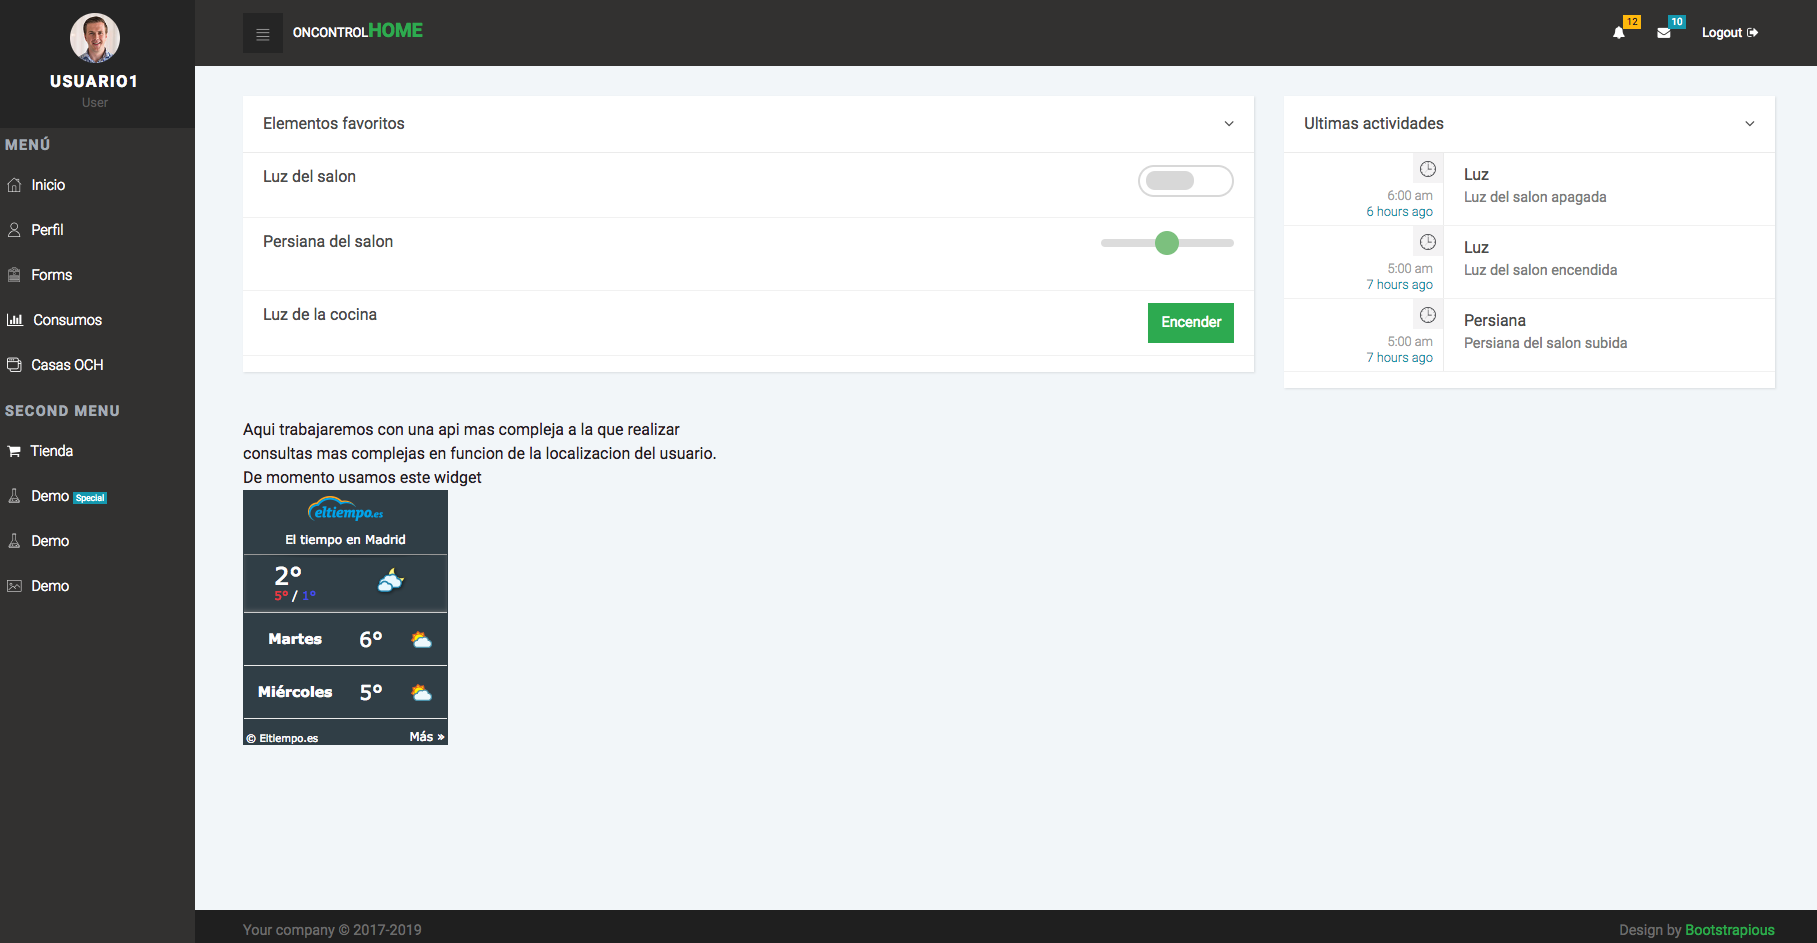 USUARIO1
User
MENÚ
Inicio
Perfil
Forms
Consumos
Casas OCH
SECOND MENU
Tienda
Demo Special
Demo
Demo
ONCONTROLHOME
12
10
Logout
Elementos favoritos
Luz del salon
Persiana del salon
Luz de la cocina
Encender
Ultimas actividades
6:00 am
6 hours ago
Luz
Luz del salon apagada
5:00 am
7 hours ago
Luz
Luz del salon encendida
5:00 am
7 hours ago
Persiana
Persiana del salon subida
Aqui trabajaremos con una api mas compleja a la que realizar
consultas mas complejas en funcion de la localizacion del usuario.
De momento usamos este widget
eltiempo.es
El tiempo en Madrid
2º
5º / 1º
Martes 6º
Miércoles 5º
© Eltiempo.es Más »
Your company © 2017-2019
Design by Bootstrapious